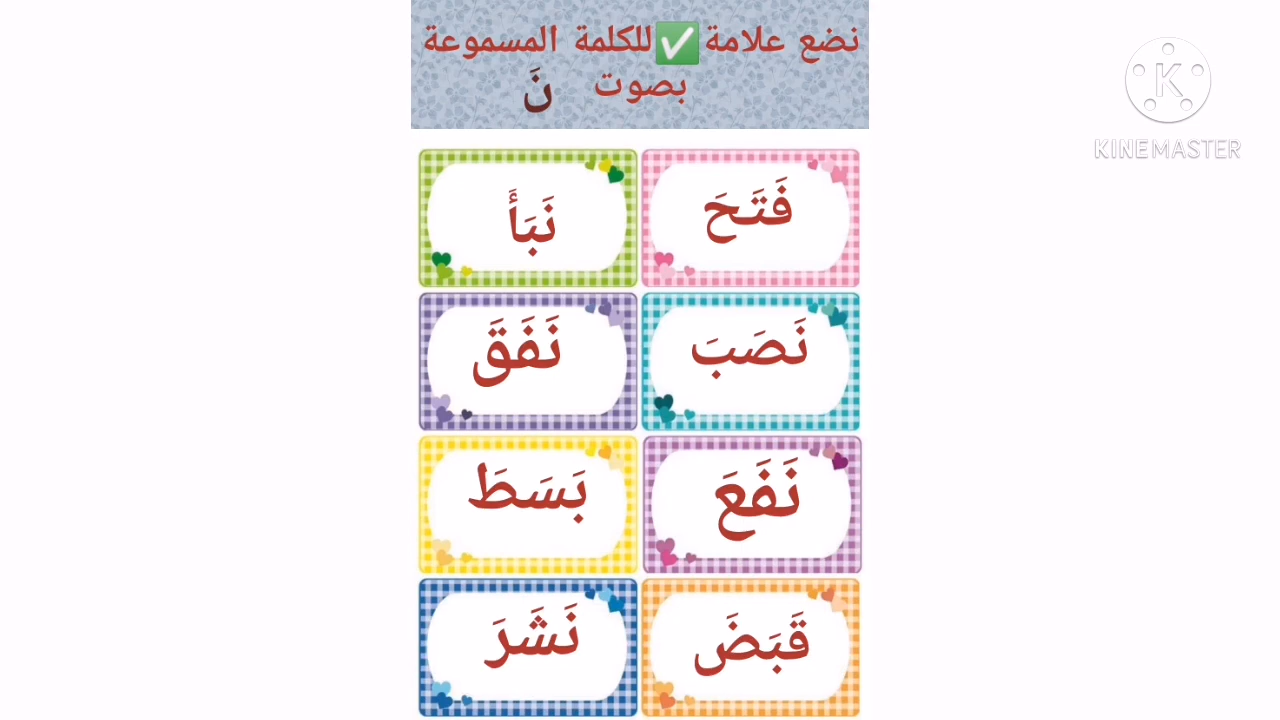 نضع علامة ✅ للكلمة المسموعة
بصوت نَ
فَتَحَ
نَبَأَ
نَصَبَ
نَفَقَ
نَفَعَ
بَسَطَ
قَبَضَ
نَشَرَ
K
KINEMASTER